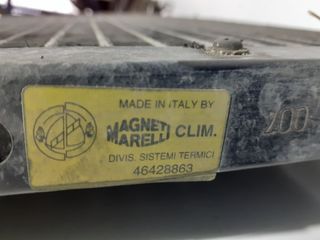 MADE IN ITALY BY
MAGNETI
MARELLI CLIM.
DIVIS. SISTEMI TERMICI
46428863